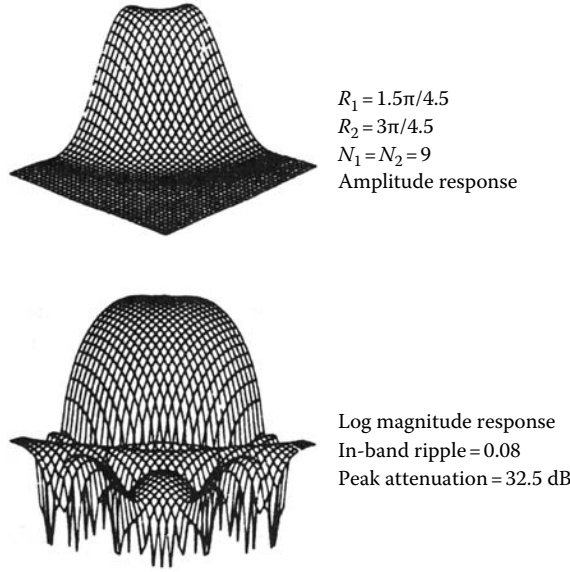 R₁ = 1.5π/4.5
R₂ = 3π/4.5
N₁ = N₂ = 9
Amplitude response
Log magnitude response
In-band ripple = 0.08
Peak attenuation = 32.5 dB